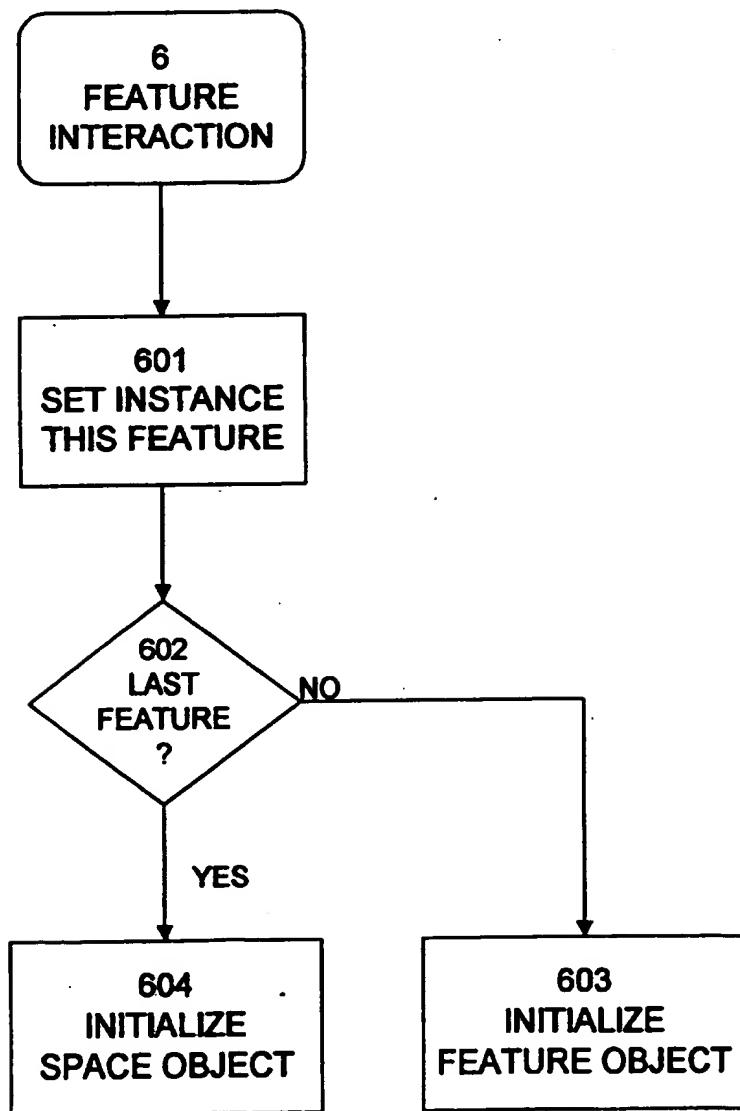 6
FEATURE
INTERACTION
601
SET INSTANCE
THIS FEATURE
602
LAST
FEATURE
?
NO
YES
604
INITIALIZE
SPACE OBJECT
603
INITIALIZE
FEATURE OBJECT